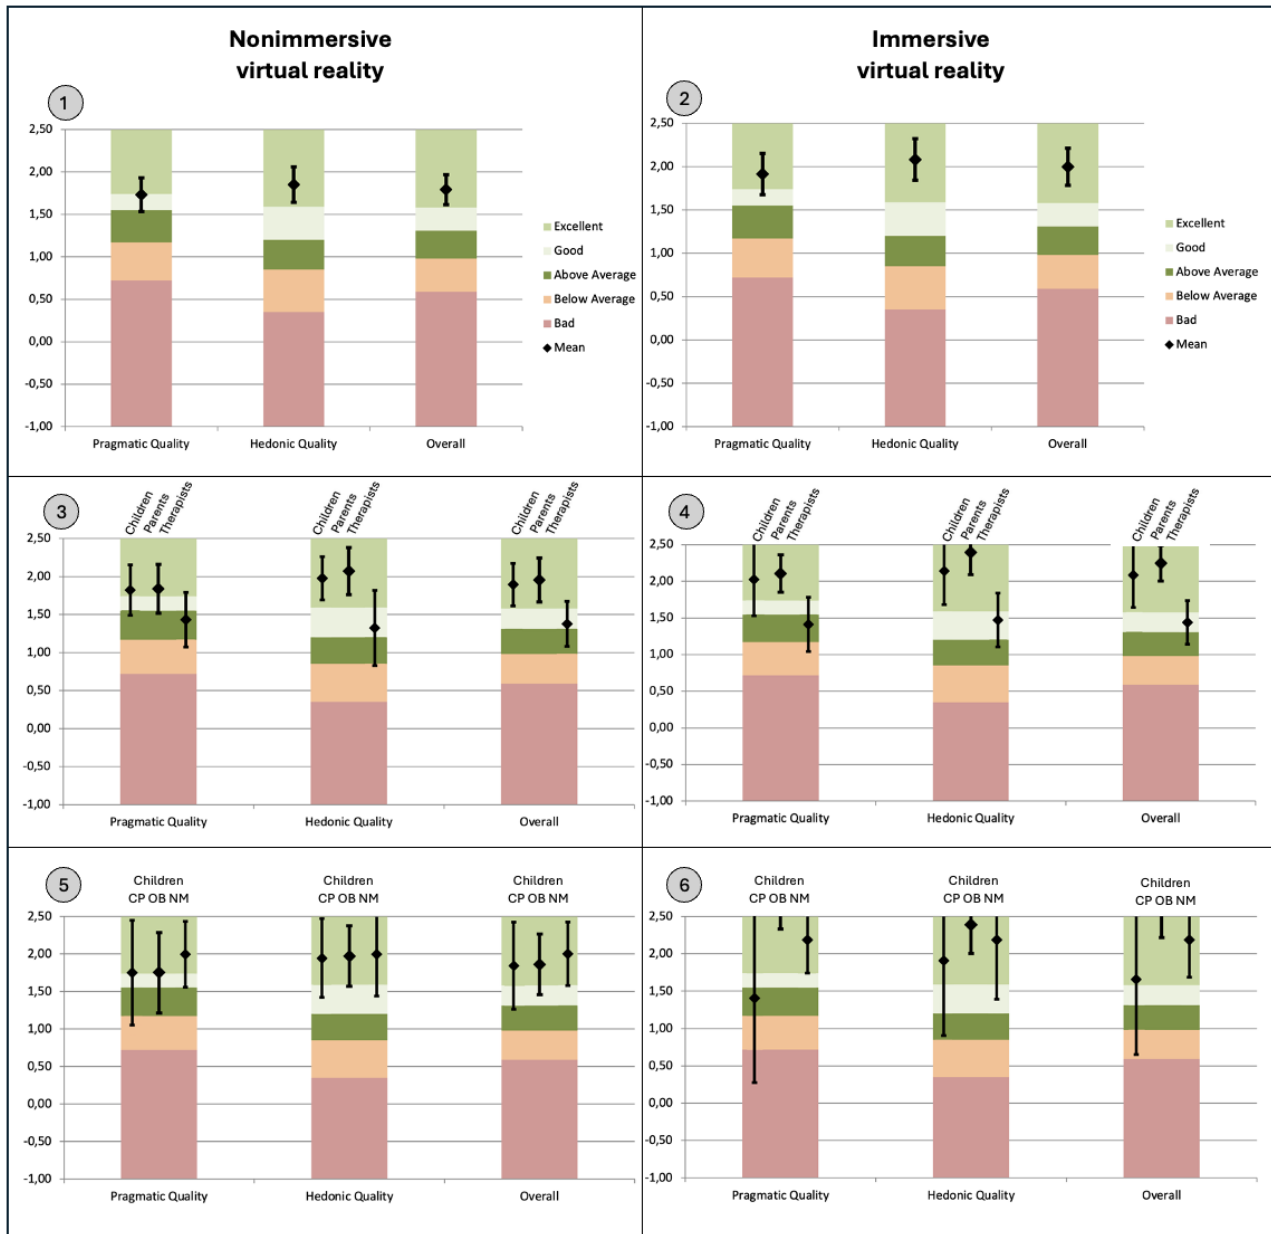 Nonimmersive
virtual reality
Immersive
virtual reality
1
2,50
2,00
1,50
1,00
0,50
0,00
-0,50
-1,00
Pragmatic Quality
Hedonic Quality
Overall
Excellent
Good
Above Average
Below Average
Bad
Mean
2
2,50
2,00
1,50
1,00
0,50
0,00
-0,50
-1,00
Pragmatic Quality
Hedonic Quality
Overall
Excellent
Good
Above Average
Below Average
Bad
Mean
3
Children
Parents
Therapists
Children
Parents
Therapists
Children
Parents
Therapists
2,50
2,00
1,50
1,00
0,50
0,00
-0,50
-1,00
Pragmatic Quality
Hedonic Quality
Overall
4
Children
Parents
Therapists
Children
Parents
Therapists
Children
Parents
Therapists
2,50
2,00
1,50
1,00
0,50
0,00
-0,50
-1,00
Pragmatic Quality
Hedonic Quality
Overall
5
Children
CP OB NM
Children
CP OB NM
Children
CP OB NM
2,50
2,00
1,50
1,00
0,50
0,00
-0,50
-1,00
Pragmatic Quality
Hedonic Quality
Overall
6
Children
CP OB NM
Children
CP OB NM
Children
CP OB NM
2,50
2,00
1,50
1,00
0,50
0,00
-0,50
-1,00
Pragmatic Quality
Hedonic Quality
Overall